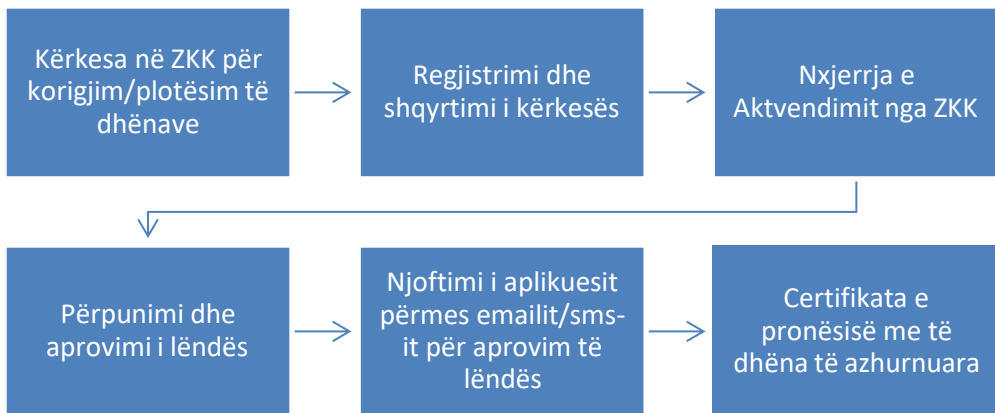 Kërkesa në ZKK për
korigjim/plotësim të
dhënave
Regjistrimi dhe
shqyrtimi i kërkesës
Nxjerrja e
Aktvendimit nga ZKK
Përpunimi dhe
aprovimi i lëndës
Njoftimi i aplikuesit
përmes emailit/sms-
it për aprovim të
lëndës
Certifikata e
pronësisë me të
dhëna të azhurnuara